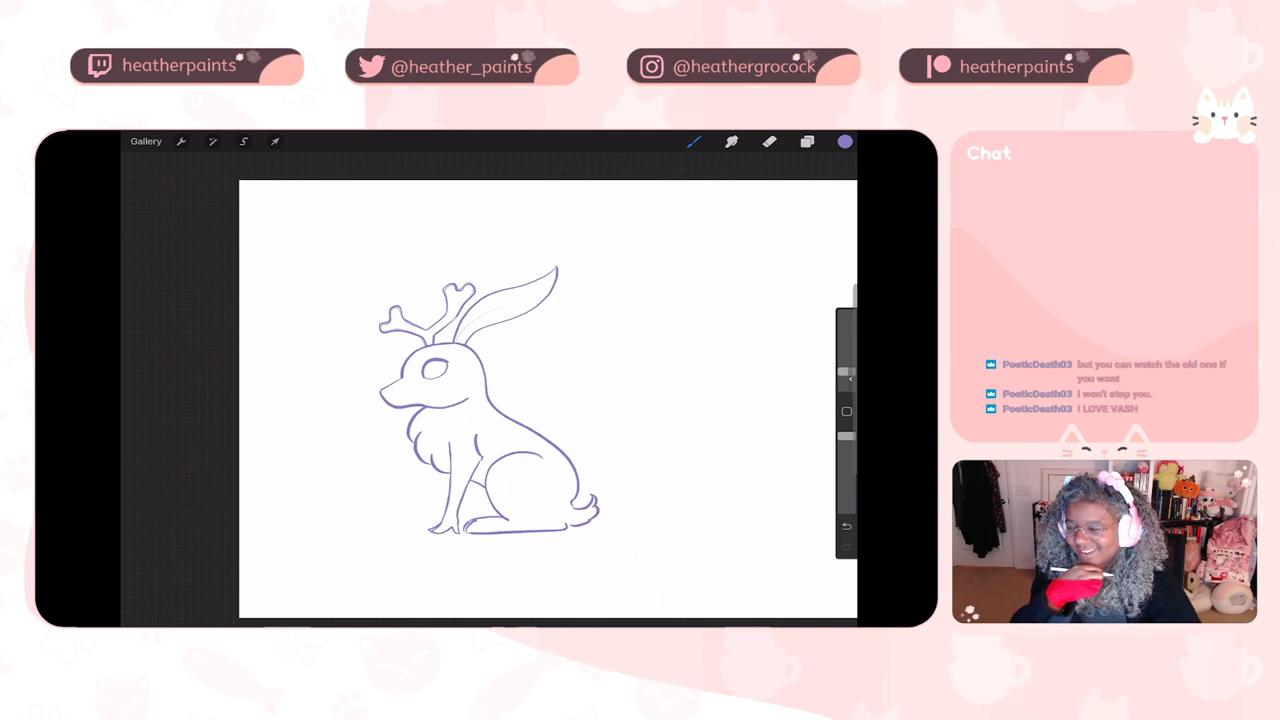 heatherpaints
@heather_paints
@heathergrocock
heatherpaints
Gallery
Chat
PoeticDeath03 but you can watch the old one if
you want
PoeticDeath03 I won't stop you.
PoeticDeath03 I LOVE VASH